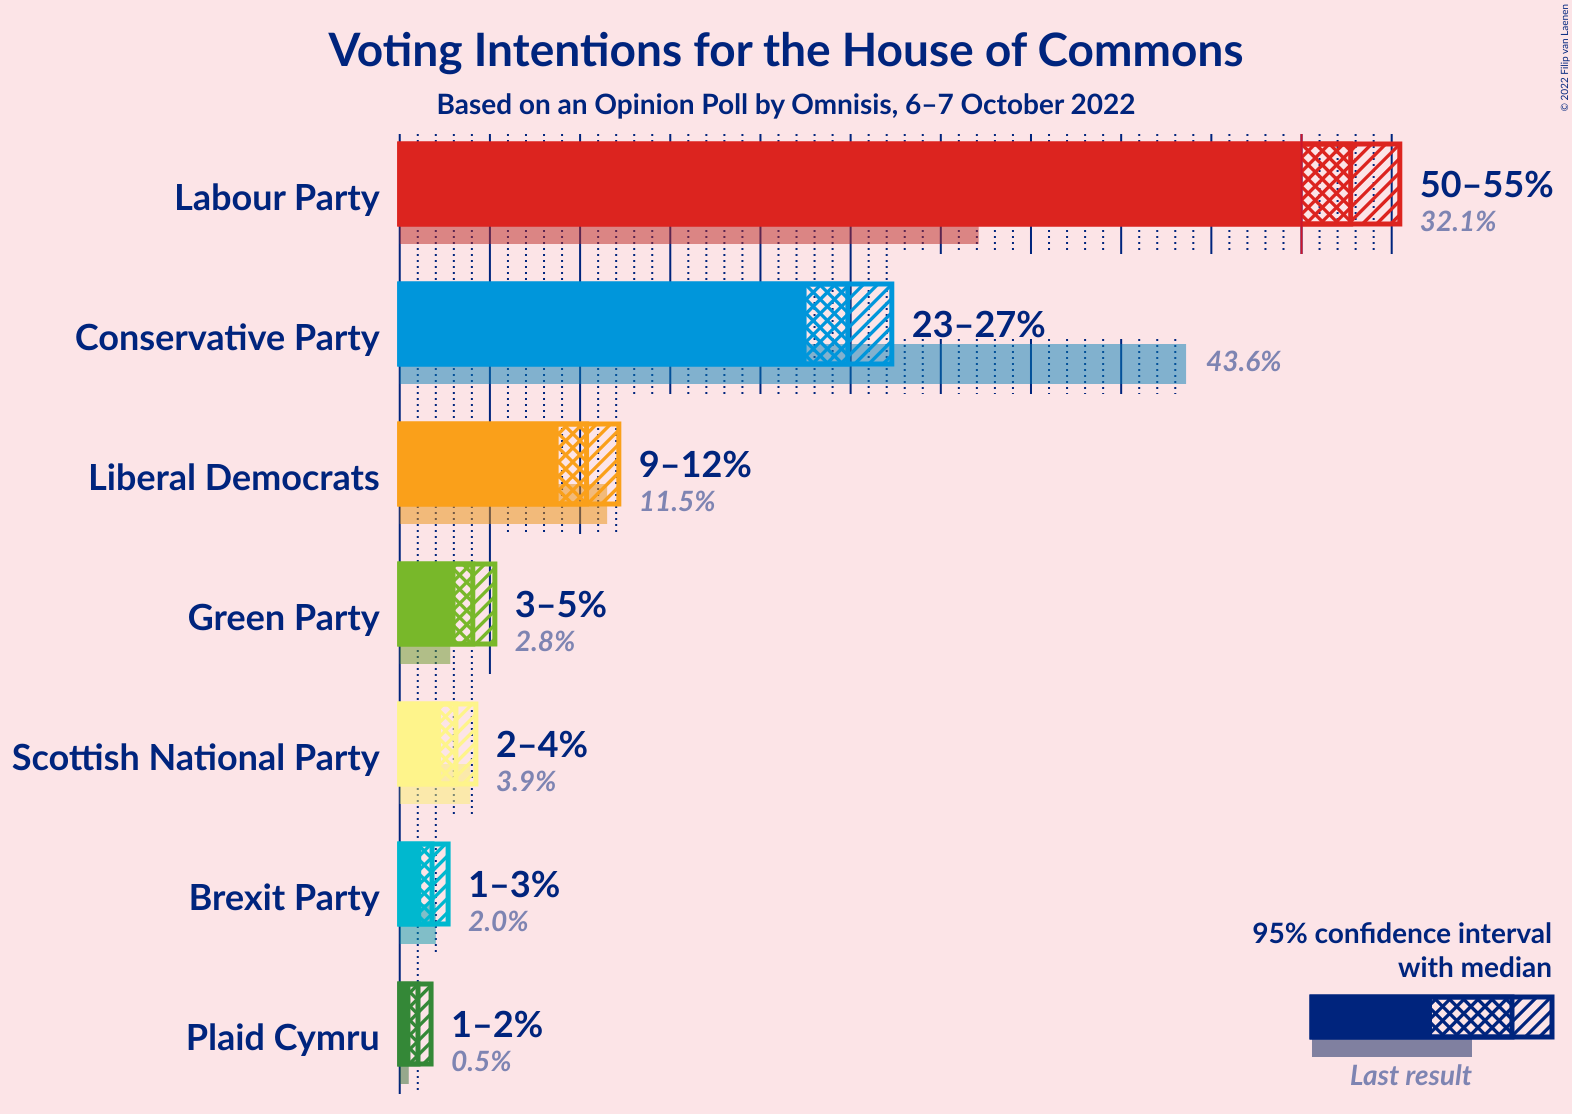 Voting Intentions for the House of Commons
Based on an Opinion Poll by Omnisis, 6–7 October 2022
© 2022 Filip van Laenen
Labour Party
50–55%
32.1%
Conservative Party
23–27%
43.6%
Liberal Democrats
9–12%
11.5%
Green Party
3–5%
2.8%
Scottish National Party
2–4%
3.9%
Brexit Party
1–3%
2.0%
Plaid Cymru
1–2%
0.5%
95% confidence interval
with median
Last result